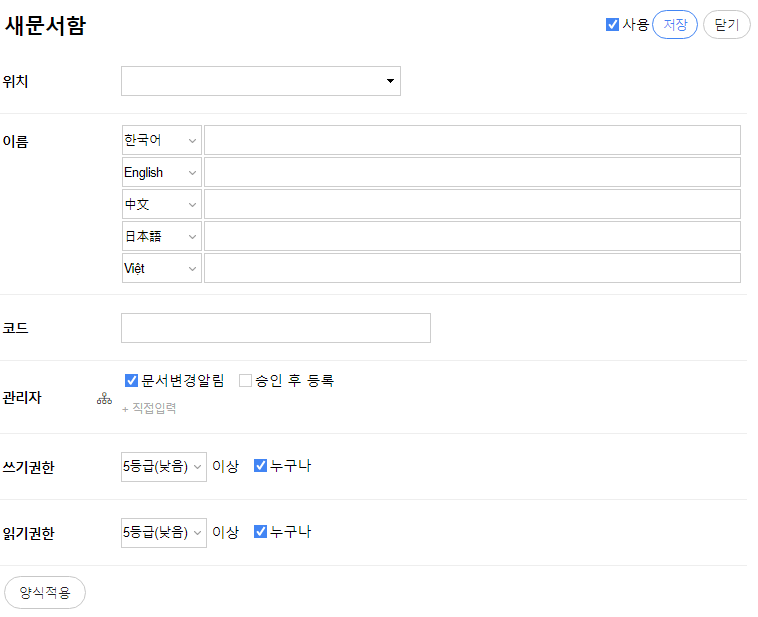 새문서함 사용 저장 닫기
위치
이름 한국어
English
中文
日本語
Việt
코드
문서변경알림 승인 후 등록
관리자
+ 직접입력
쓰기권한 5등급(낮음) 이상 누구나
읽기권한 5등급(낮음) 이상 누구나
양식적용